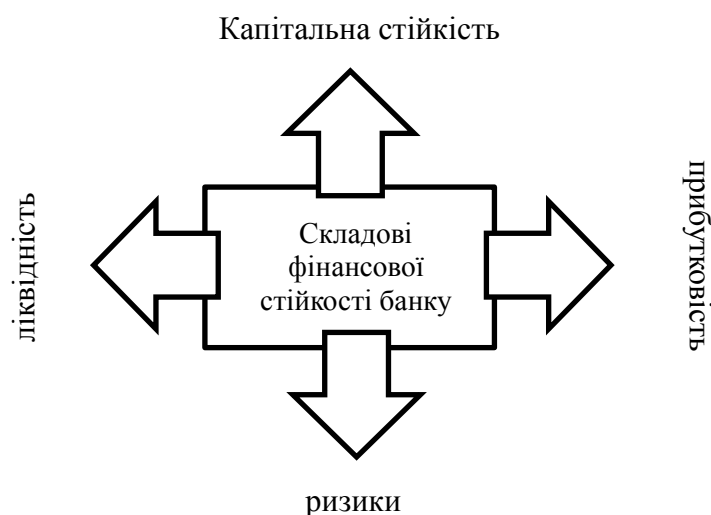 Капітальна стійкість
ліквідність
Складові
фінансової
стійкості банку
прибутковість
ризики